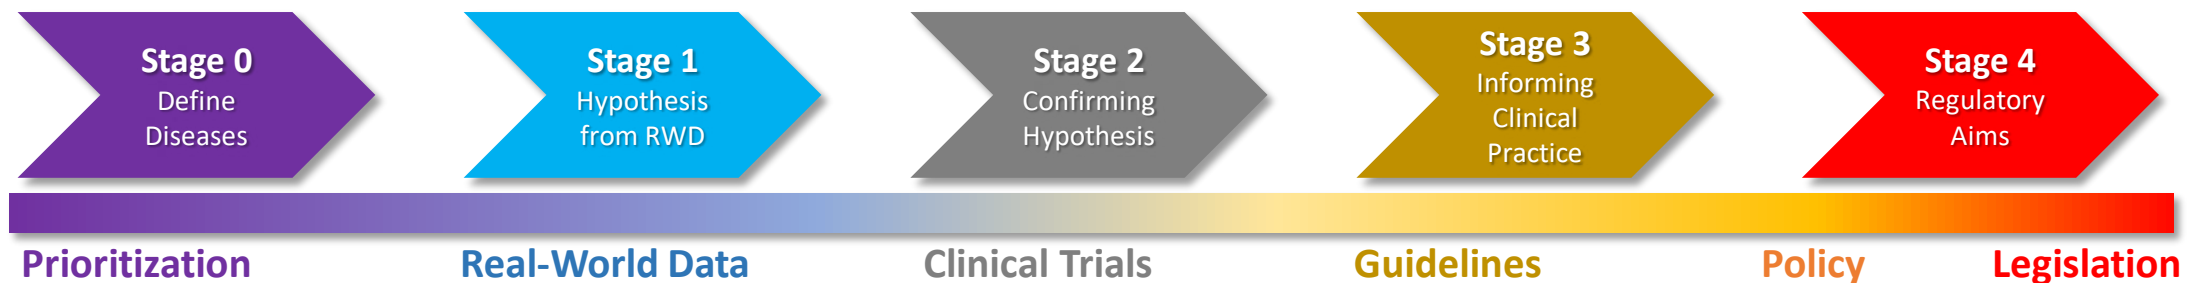 Stage 0
Define
Diseases
Stage 1
Hypothesis
from RWD
Stage 2
Confirming
Hypothesis
Stage 3
Informing
Clinical
Practice
Stage 4
Regulatory
Aims
Prioritization
Real-World Data
Clinical Trials
Guidelines
Policy
Legislation